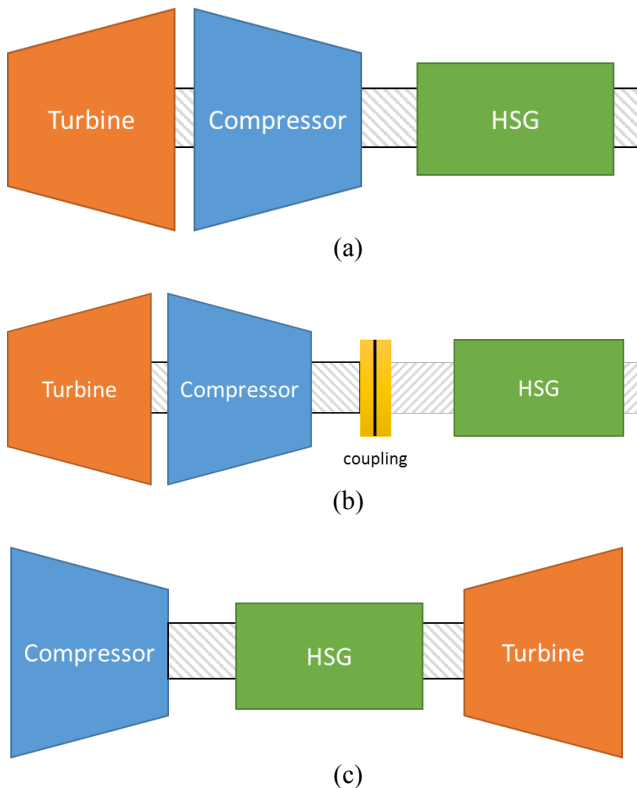 Turbine
Compressor
HSG
(a)
Turbine
Compressor
HSG
coupling
(b)
Compressor
HSG
Turbine
(c)